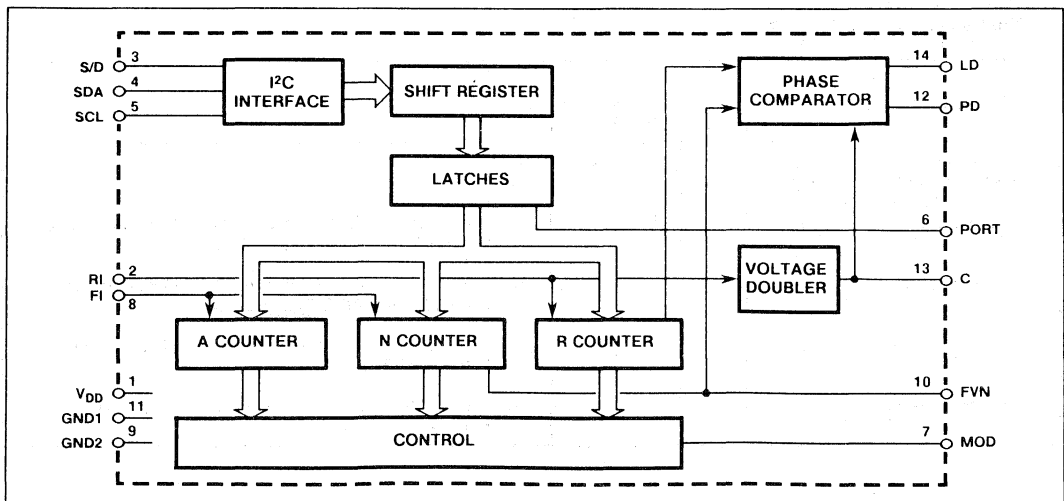 S/D 3
SDA 4
SCL 5
I²C
INTERFACE
SHIFT REGISTER
PHASE
COMPARATOR
14 LD
12 PD
LATCHES
6 PORT
RI 2
FI 8
VOLTAGE
DOUBLER
13 C
A COUNTER
N COUNTER
R COUNTER
VDD 1
GND1 11
GND2 9
CONTROL
10 FVN
7 MOD